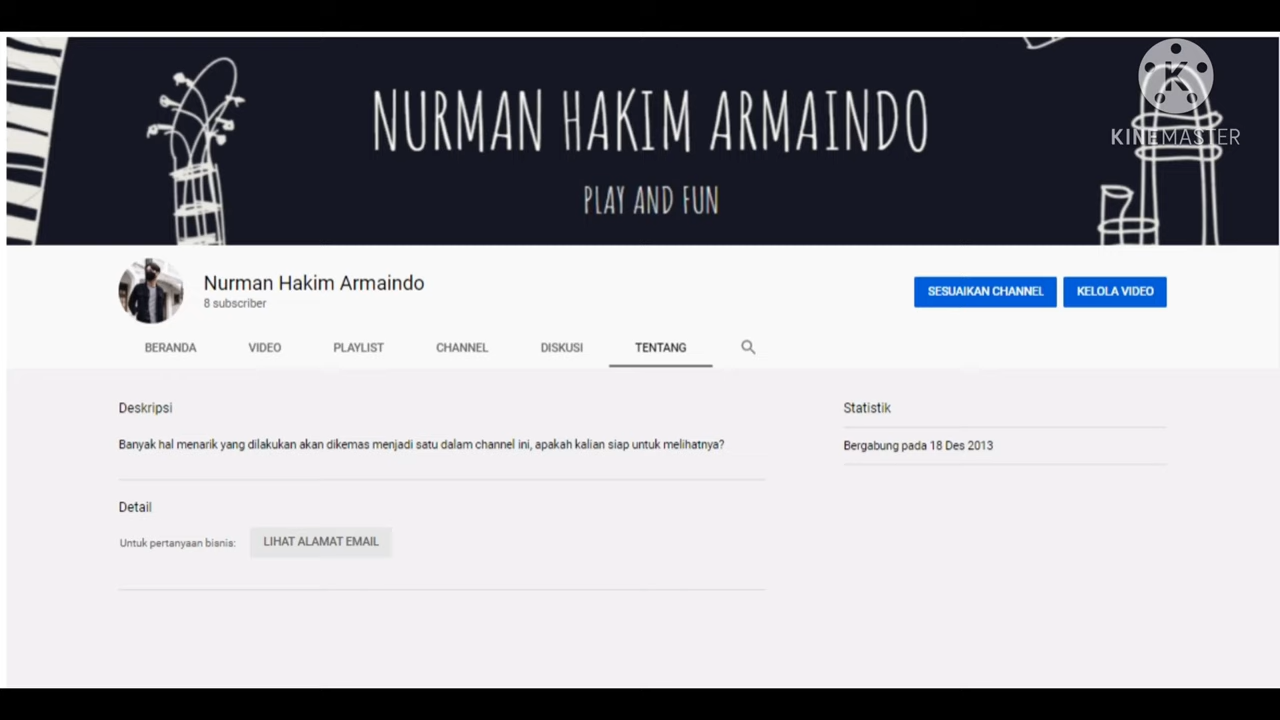 NURMAN HAKIM ARMAINDO
PLAY AND FUN
K
KINEMASTER
Nurman Hakim Armaindo
8 subscriber
SESUAIKAN CHANNEL
KELOLA VIDEO
BERANDA VIDEO PLAYLIST CHANNEL DISKUSI TENTANG
Deskripsi
Banyak hal menarik yang dilakukan akan dikemas menjadi satu dalam channel ini, apakah kalian siap untuk melihatnya?
Detail
Untuk pertanyaan bisnis: LIHAT ALAMAT EMAIL
Statistik
Bergabung pada 18 Des 2013